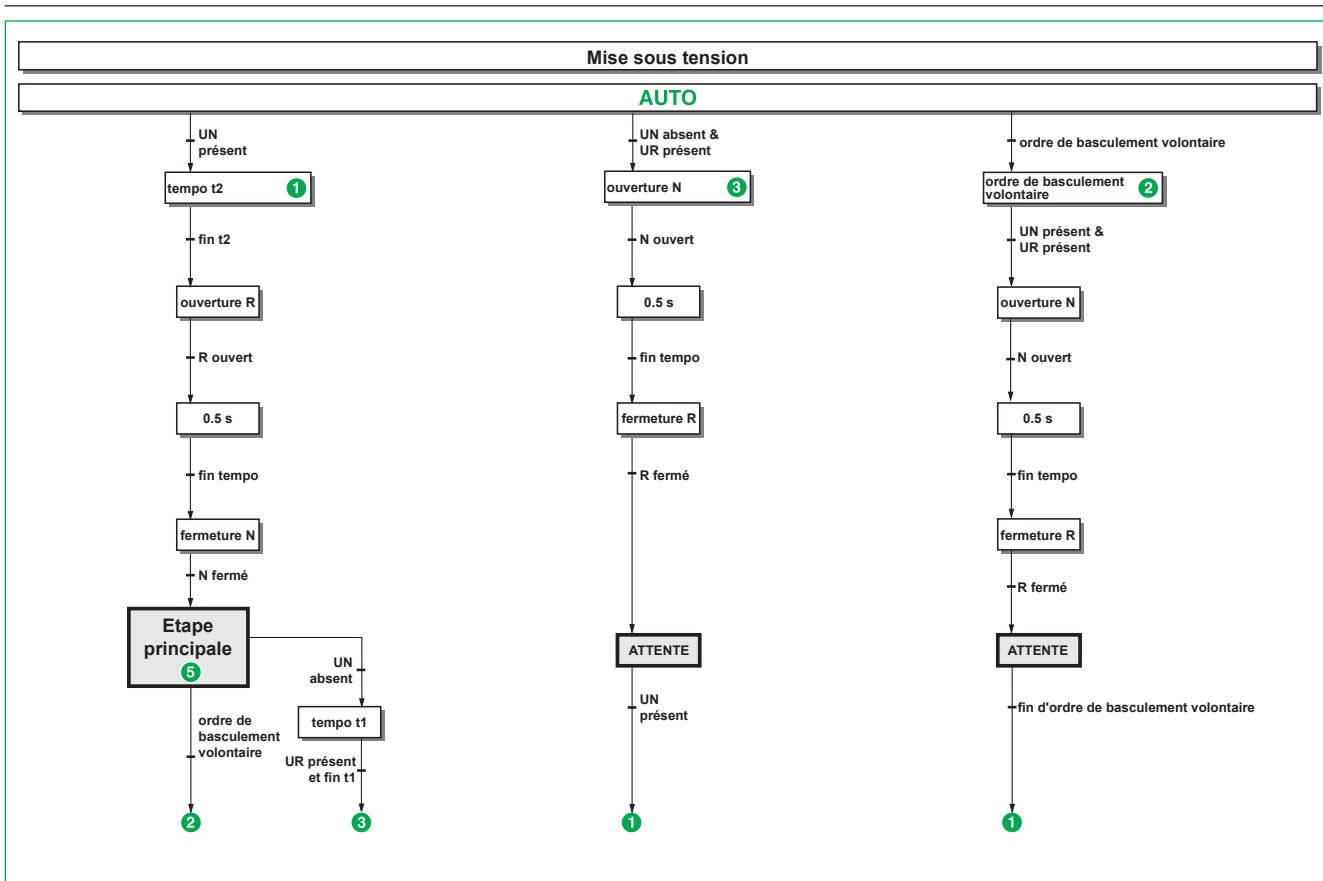 Mise sous tension
AUTO
UN
présent
tempo t2
1
fin t2
ouverture R
R ouvert
0.5 s
fin tempo
fermeture N
N fermé
Etape
principale
5
ordre de
basculement
volontaire
2
UN
absent
tempo t1
UR présent
et fin t1
3
UN absent &
UR présent
ouverture N
3
N ouvert
0.5 s
fin tempo
fermeture R
R fermé
ATTENTE
UN
présent
1
ordre de basculement volontaire
ordre de basculement
volontaire
2
UN présent &
UR présent
ouverture N
N ouvert
0.5 s
fin tempo
fermeture R
R fermé
ATTENTE
fin d'ordre de basculement volontaire
1